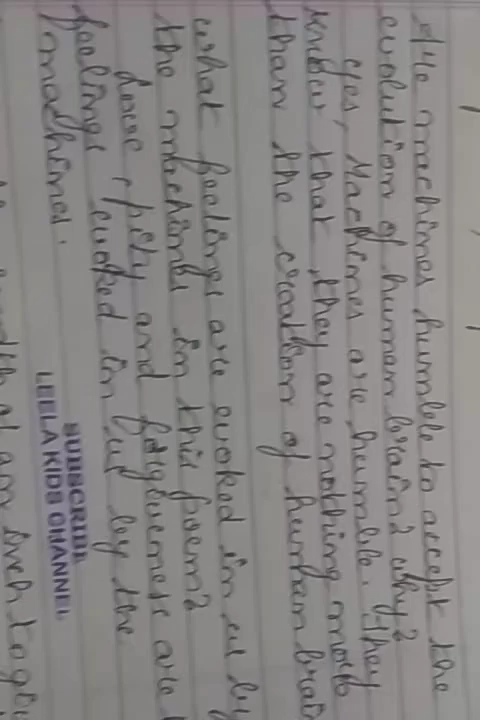 Are machines humble to accept the
evolution of human brain? why?
Yes, Machines are humble. They
know that, they are nothing more
than the creation of human brain
what feelings are evoked in us by
the machines in this poem?
Love, pity and forgiveness are
feelings evoked in us by the
machines.
SUBSCRIBE
LEELA KIDS CHANNEL